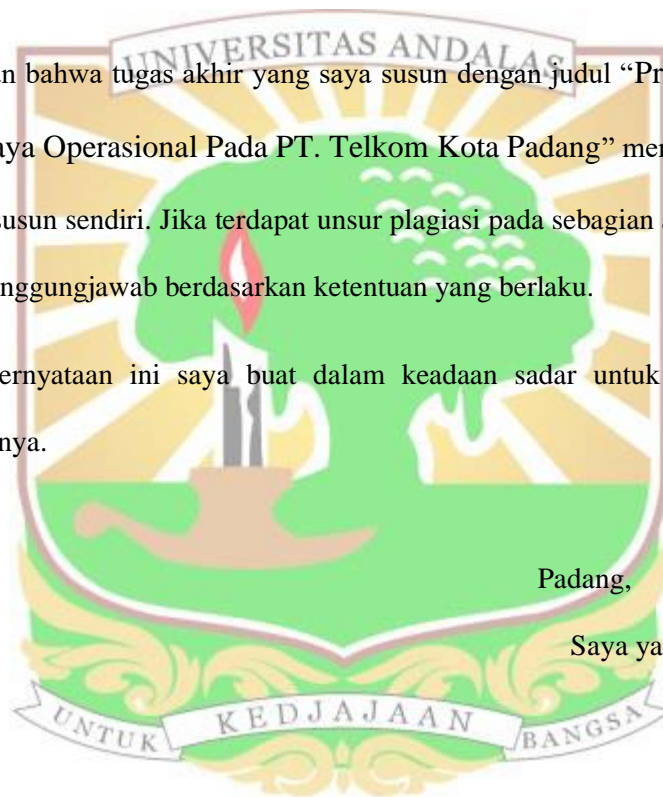 UNIVERSITAS ANDALAS
n bahwa tugas akhir yang saya susun dengan judul “Pr
aya Operasional Pada PT. Telkom Kota Padang” mer
susun sendiri. Jika terdapat unsur plagiasi pada sebagian
nggungjawab berdasarkan ketentuan yang berlaku.
ernyataan ini saya buat dalam keadaan sadar untuk
nya.
Padang,
Saya ya
UNTUK KEDJAJAAN BANGSA